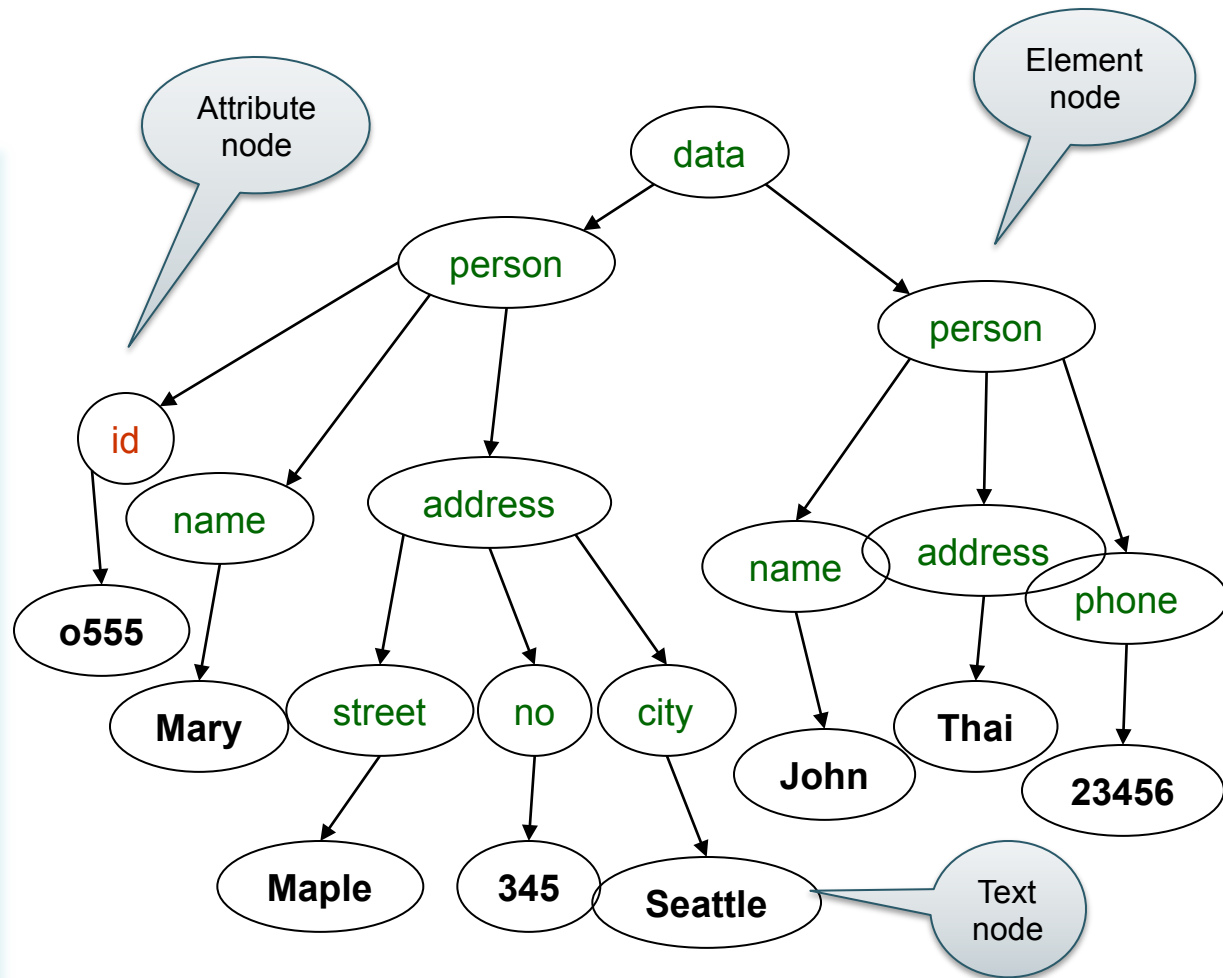 Element
node
Attribute
node
data
person
person
id
name
address
name
address
phone
o555
Mary
street
no
city
John
Thai
23456
Maple
345
Seattle
Text
node